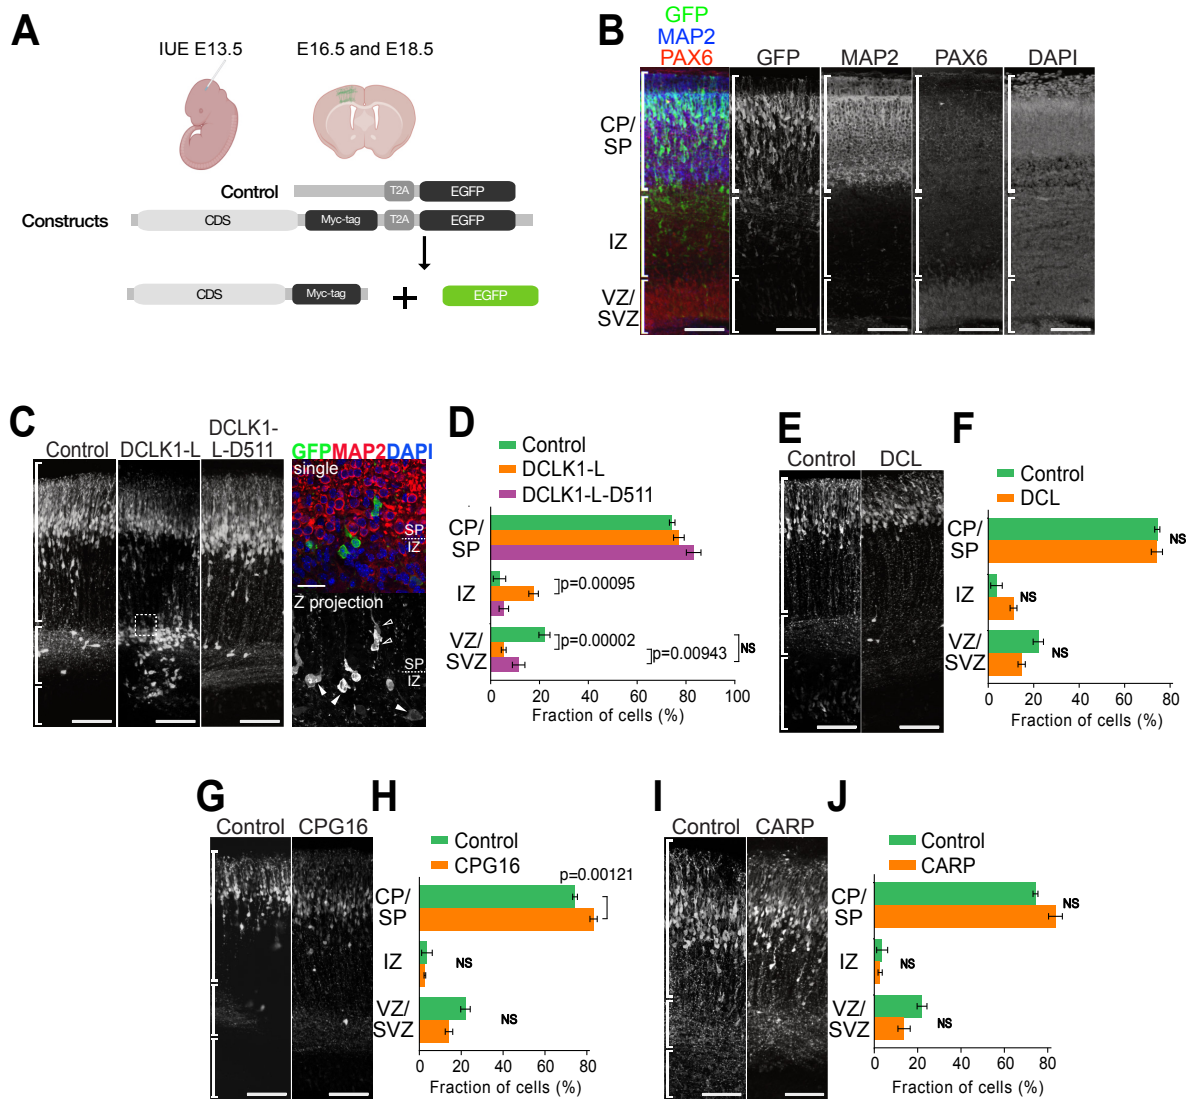 A
IUE E13.5
E16.5 and E18.5
Control
T2A
EGFP
Constructs
CDS
Myc-tag
T2A
EGFP
CDS
Myc-tag
+
EGFP
B
GFP
MAP2
PAX6
GFP
MAP2
PAX6
DAPI
CP/
SP
IZ
VZ/
SVZ
C
Control
DCLK1-L
DCLK1-
L-D511
GFPMAP2DAPI
single
SP
IZ
Z projection
SP
IZ
D
Control
DCLK1-L
DCLK1-L-D511
CP/
SP
IZ
p=0.00095
VZ/
SVZ
p=0.00002
p=0.00943
NS
0 20 40 60 80 100
Fraction of cells (%)
E
Control
DCL
F
Control
DCL
CP/
SP
NS
IZ
NS
VZ/
SVZ
NS
0 20 40 60 80
Fraction of cells (%)
G
Control
CPG16
H
Control
CPG16
p=0.00121
CP/
SP
IZ
NS
VZ/
SVZ
NS
0 20 40 60 80
Fraction of cells (%)
I
Control
CARP
J
Control
CARP
CP/
SP
NS
IZ
NS
VZ/
SVZ
NS
0 20 40 60 80
Fraction of cells (%)